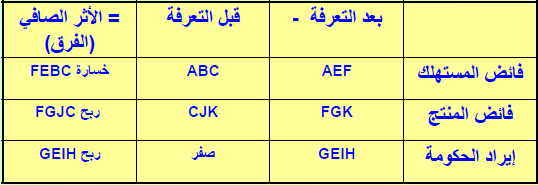 بعد التعرفة - قبل التعرفة = الأثر الصافي
(الفرق)
فائض المستهلك AEF ABC خسارة FEBC
فائض المنتج FGK CJK ربح FGJC
إيراد الحكومة GEIH صفر ربح GEIH